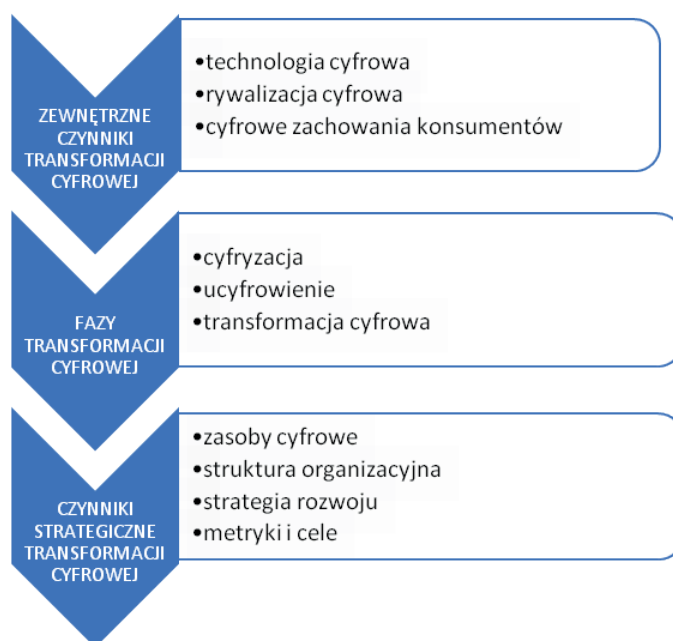 ZEWNĘTRZNE
CZYNNIKI
TRANSFORMACJI
CYFROWEJ
•technologia cyfrowa
•rywalizacja cyfrowa
•cyfrowe zachowania konsumentów
FAZY
TRANSFORMACJI
CYFROWEJ
•cyfryzacja
•ucyfrowienie
•transformacja cyfrowa
CZYNNIKI
STRATEGICZNE
TRANSFORMACJI
CYFROWEJ
•zasoby cyfrowe
•struktura organizacyjna
•strategia rozwoju
•metryki i cele